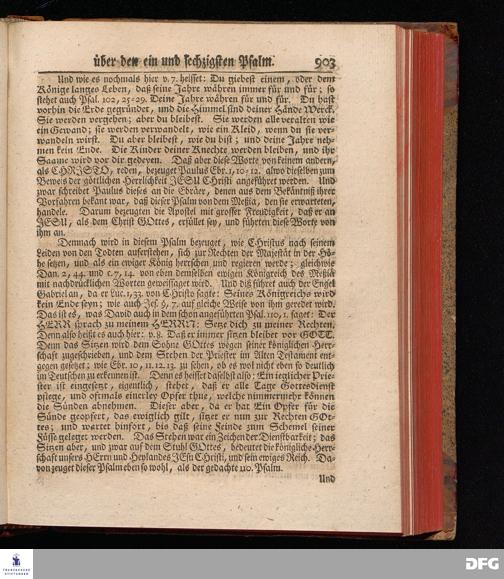 über den ein und sechzigsten Psalm. 903
Und wie es nochmals hier v. 7. heisset: Du giebest einem, oder dem
Könige langes Leben, daß seine Jahre währen immer für und für; so
stehet auch Psal. 102, 25-29. Deine Jahre währen für und für. Du hast
vorhin die Erde gegründet, und die Himmel sind deiner Hände Werck.
Sie werden vergehen; aber du bleibest. Sie werden alle veralten wie
ein Gewand; sie werden verwandelt, wie ein Kleid, wenn du sie ver-
wandeln wirst. Du aber bleibest, wie du bist; und deine Jahre neh-
men kein Ende. Die Kinder deiner Knechte werden bleiben, und ihr
Saame wird vor dir gedeyen. Daß aber diese Worte von keinem andern,
als CHRISTO, reden, bezeuget Paulus Ebr. 1, 10-12. alwo dieselben zum
Beweis der göttlichen Herrlichkeit JESU Christi angeführet werden. Und
zwar schreibet Paulus dieses an die Ebräer, denen aus dem Bekäntniß ihrer
Vorfahren bekant war, daß dieser Psalm von dem Meßia, den sie erwarteten,
handele. Darum bezeugten die Apostel mit grosser Freudigkeit, daß er an
JESU, als dem Christ GOttes, erfüllet sey, und führten diese Worte von
ihm an.
Demnach wird in diesem Psalm bezeuget, wie Christus nach seinem
Leiden von den Todten auferstehen, sich zur Rechten der Majestät in der Hö-
he setzen, und als ein ewiger König herrschen und regieren werde; gleichwie
Dan. 2, 44. und c. 7, 14. von eben demselben ewigen Königreich des Meßiä
mit nachdrücklichen Worten geweissaget wird. Und diß führet auch der Engel
Gabriel an, da er Luc. 1, 33. von Christo sagte: Seines Königreichs wird
kein Ende seyn; wie auch Jes. 9, 7. auf gleiche Weise von ihm geredet wird.
Das ist es, was David auch in dem schon angeführten Psal. 110, 1. saget: Der
HERR sprach zu meinem HERRN: Setze dich zu meiner Rechten.
Denn also heißt es auch hier: v. 8. Daß er immer sitzen bleibet vor GOTT.
Denn das Sitzen wird dem Sohne GOttes wegen seiner königlichen Herr-
schaft zugeschrieben, und dem Stehen der Priester im Alten Testament ent-
gegen gesetzet; wie Ebr. 10, 11. 12. 13. zu sehen, ob es wol nicht eben so deutlich
im Teutschen zu erkennen ist. Denn es heisset daselbst also: Ein ieglicher Prie-
ster ist eingesetzt, eigentlich, stehet, daß er alle Tage Gottesdienst
pflege, und oftmals einerley Opfer thue, welche nimmermehr können
die Sünden abnehmen. Dieser aber, da er hat Ein Opfer für die
Sünde geopfert, das ewiglich gilt, sitzet er nun zur Rechten GOt-
tes; und wartet hinfort, bis daß seine Feinde zum Schemel seiner
Füsse geleget werden. Das Stehen war ein Zeichen der Dienstbarkeit; das
Sitzen aber, und zwar auf dem Stuhl GOttes, bedeutet die königliche Herr-
schaft unsers HErrn und Heylandes JEsu Christi, und sein ewiges Reich. Da-
von zeuget dieser Psalm eben so wohl, als der gedachte 110. Psalm.
Und
FRANCKESCHE
STIFTUNGEN
DFG